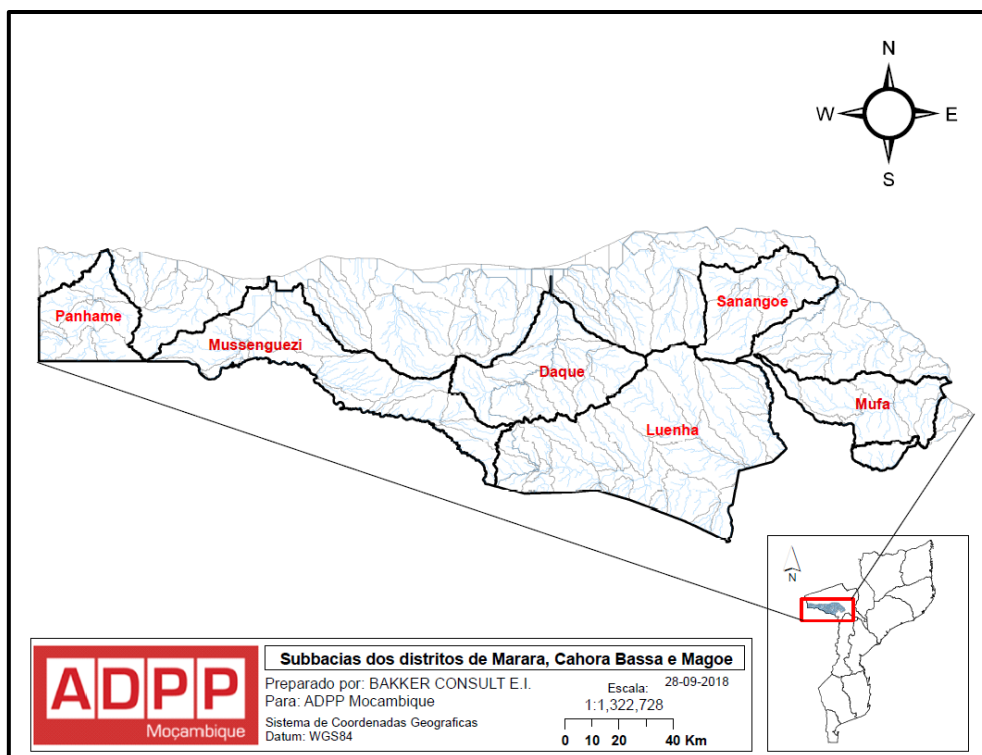 N
W E
S
Sanangoe
Panhame
Mussenguezi
Daque
Mufa
Luenha
N
ADPP
Moçambique
Subbacias dos distritos de Marara, Cahora Bassa e Magoe
Preparado por: BAKKER CONSULT E.I.
Para: ADPP Mocambique
Sistema de Coordenadas Geograficas
Datum: WGS84
Escala: 28-09-2018
1:1,322,728
0 10 20 40 Km